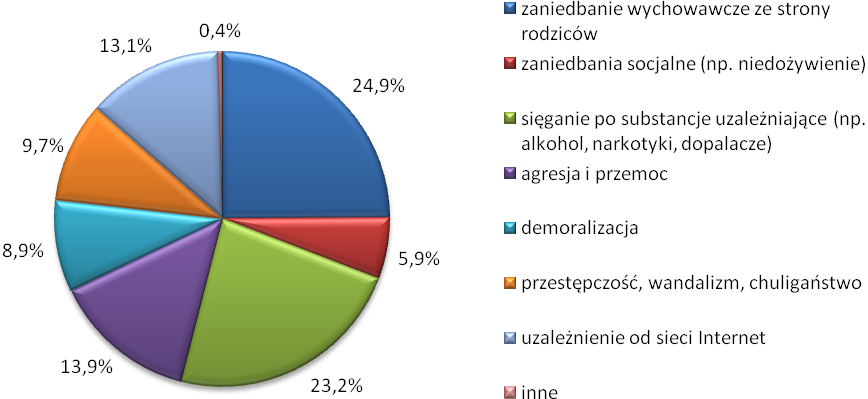 0,4%
13,1%
24,9%
9,7%
8,9%
5,9%
13,9%
23,2%
zaniedbanie wychowawcze ze strony
rodziców
zaniedbania socjalne (np. niedożywienie)
sięganie po substancje uzależniające (np.
alkohol, narkotyki, dopalacze)
agresja i przemoc
demoralizacja
przestępczość, wandalizm, chuligaństwo
uzależnienie od sieci Internet
inne